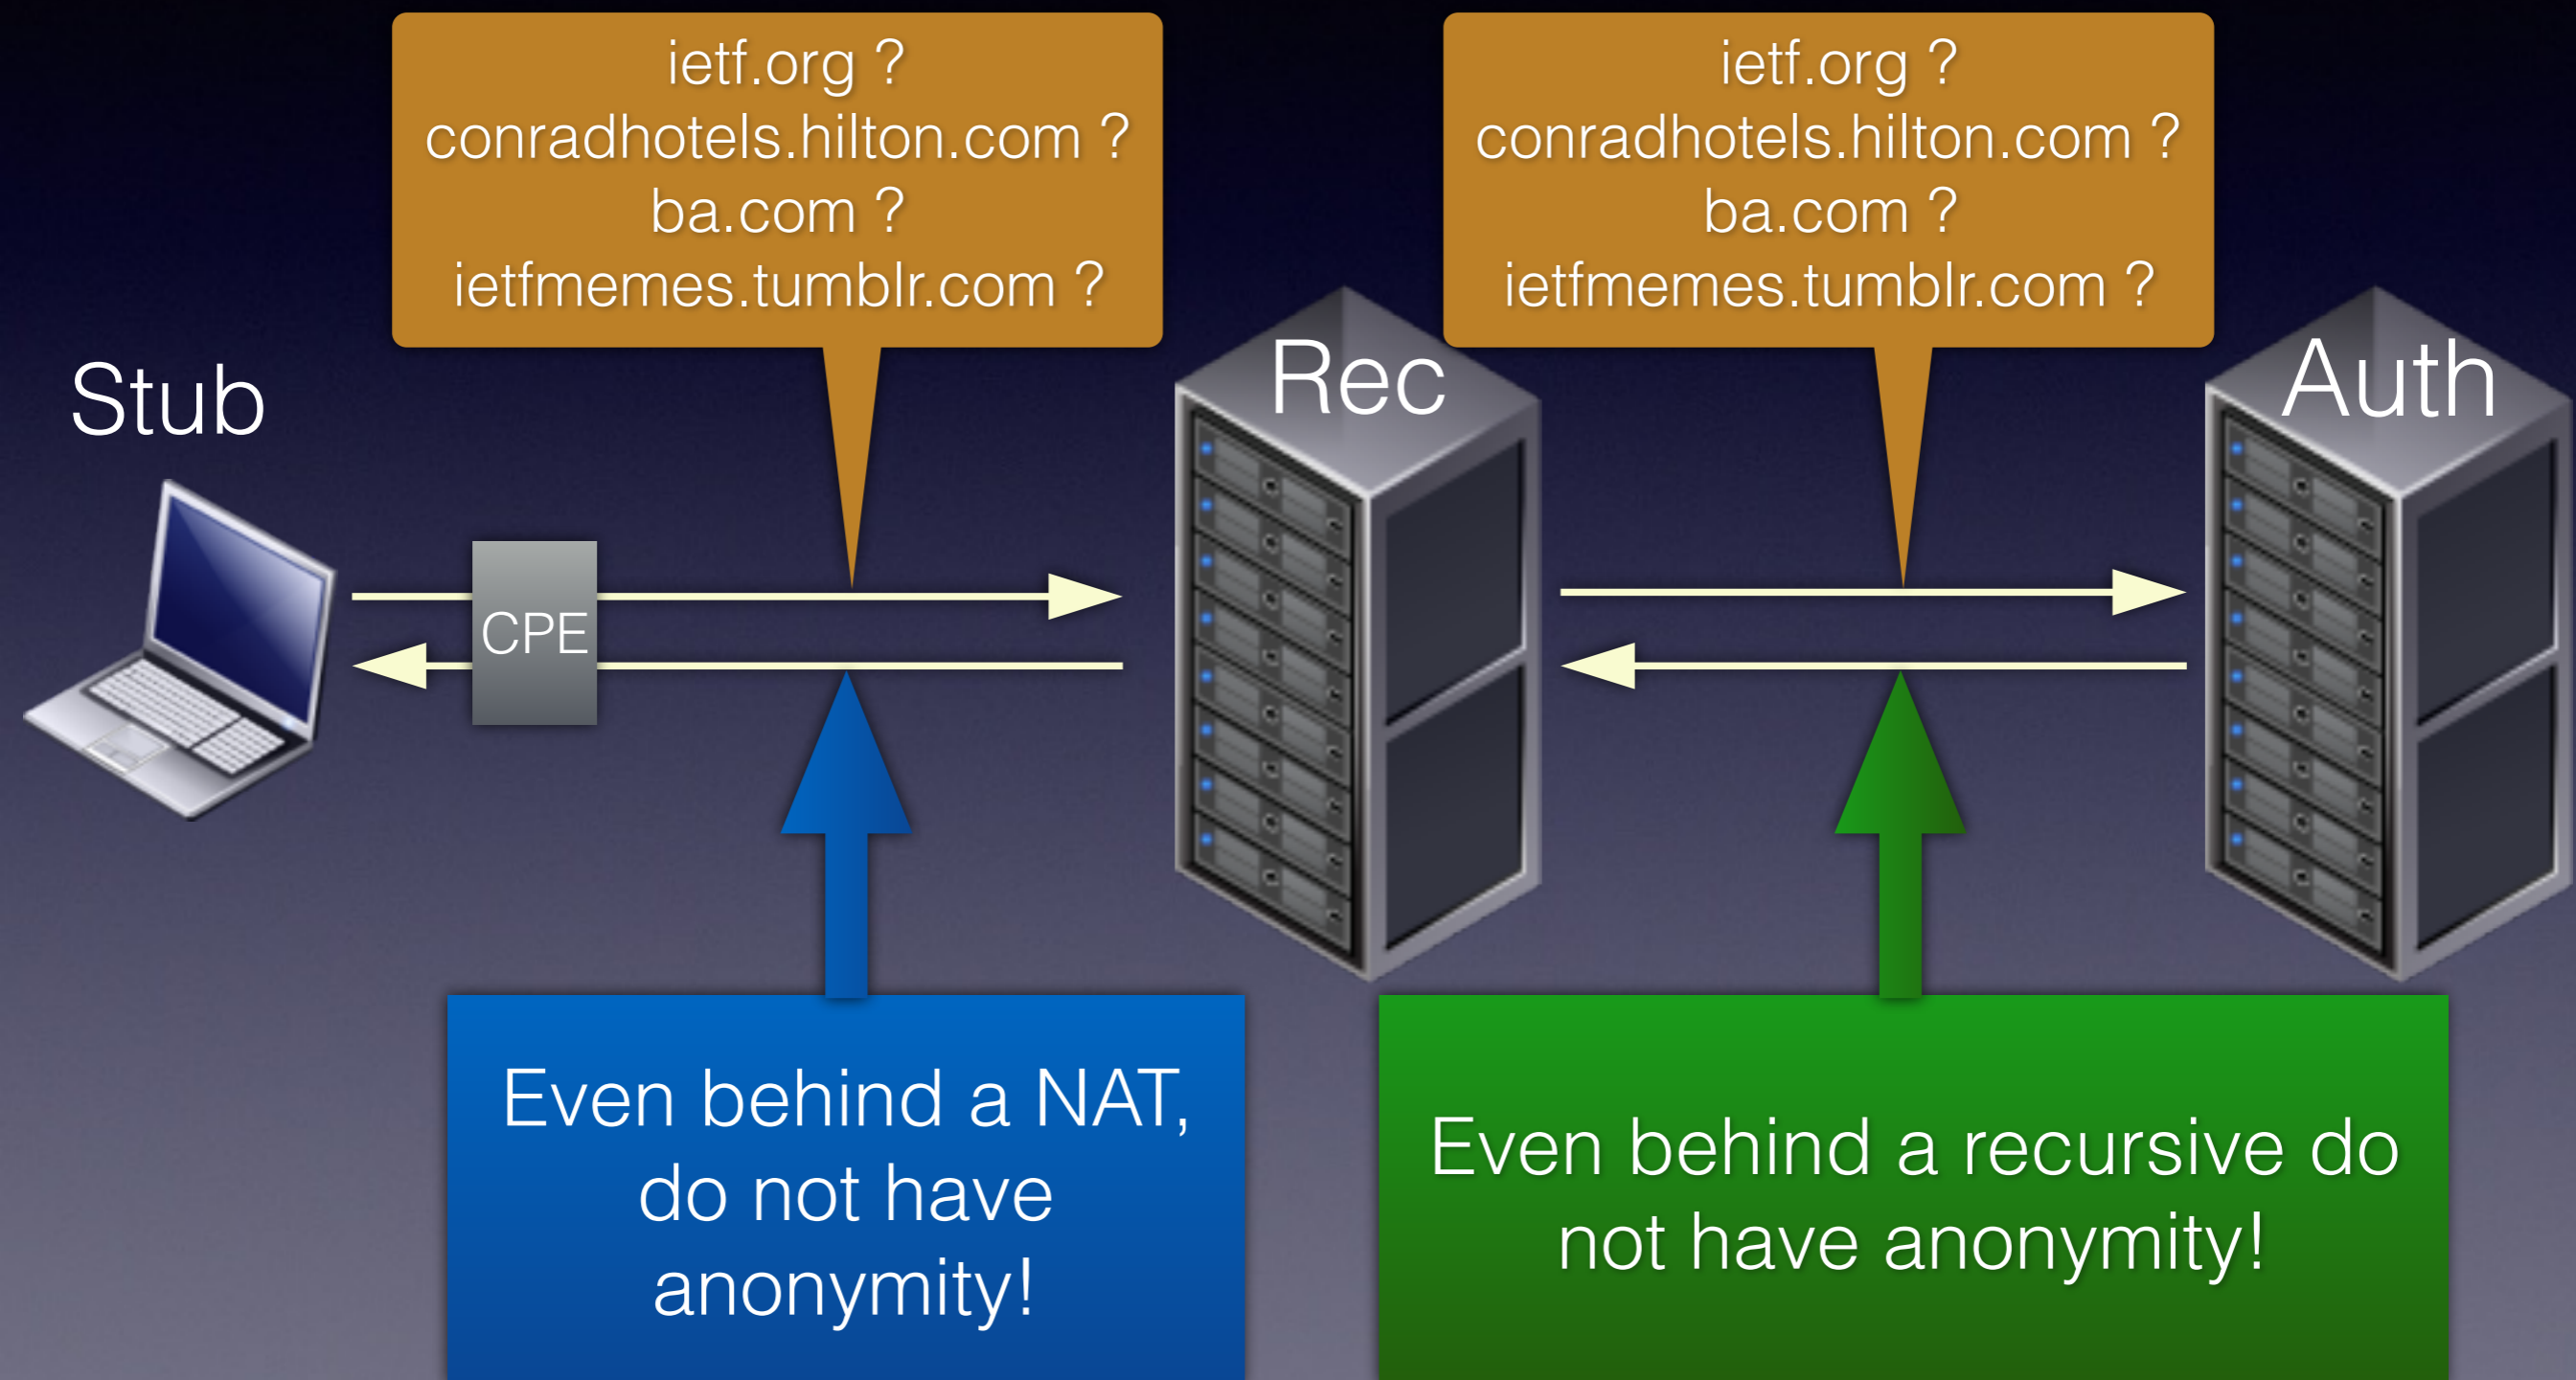 ietf.org ?
conradhotels.hilton.com ?
ba.com ?
ietfmemes.tumblr.com ?
ietf.org ?
conradhotels.hilton.com ?
ba.com ?
ietfmemes.tumblr.com ?
Stub
Rec
Auth
CPE
Even behind a NAT,
do not have
anonymity!
Even behind a recursive do
not have anonymity!